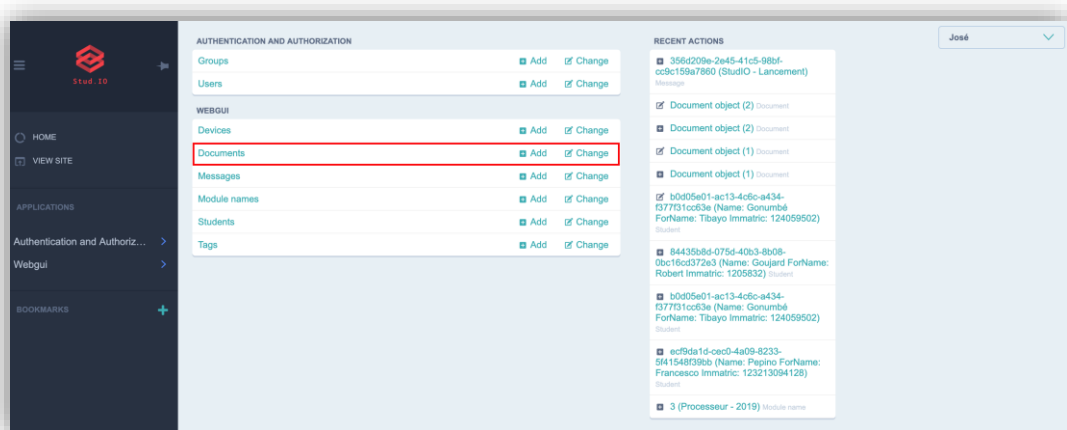 Stud.IO
HOME
VIEW SITE
APPLICATIONS
Authentication and Authoriz...
Webgui
BOOKMARKS
AUTHENTICATION AND AUTHORIZATION
Groups Add Change
Users Add Change
WEBGUI
Devices Add Change
Documents Add Change
Messages Add Change
Module names Add Change
Students Add Change
Tags Add Change
RECENT ACTIONS
356d209e-2e45-41c5-98bf-
cc9c159a7860 (StudIO - Lancement)
Message
Document object (2) Document
Document object (2) Document
Document object (1) Document
Document object (1) Document
b0d05e01-ac13-4c6c-a434-
f377f31cc63e (Name: Gonumbé
ForName: Tibayo Immatric: 124059502)
Student
84435b8d-075d-40b3-8b08-
0bc16cd372e3 (Name: Goujard ForName:
Robert Immatric: 1205832) Student
b0d05e01-ac13-4c6c-a434-
f377f31cc63e (Name: Gonumbé
ForName: Tibayo Immatric: 124059502)
Student
ecf9da1d-cec0-4a09-8233-
5f41548f39bb (Name: Pepino ForName:
Francesco Immatric: 123213094128)
Student
3 (Processeur - 2019) Module name
José